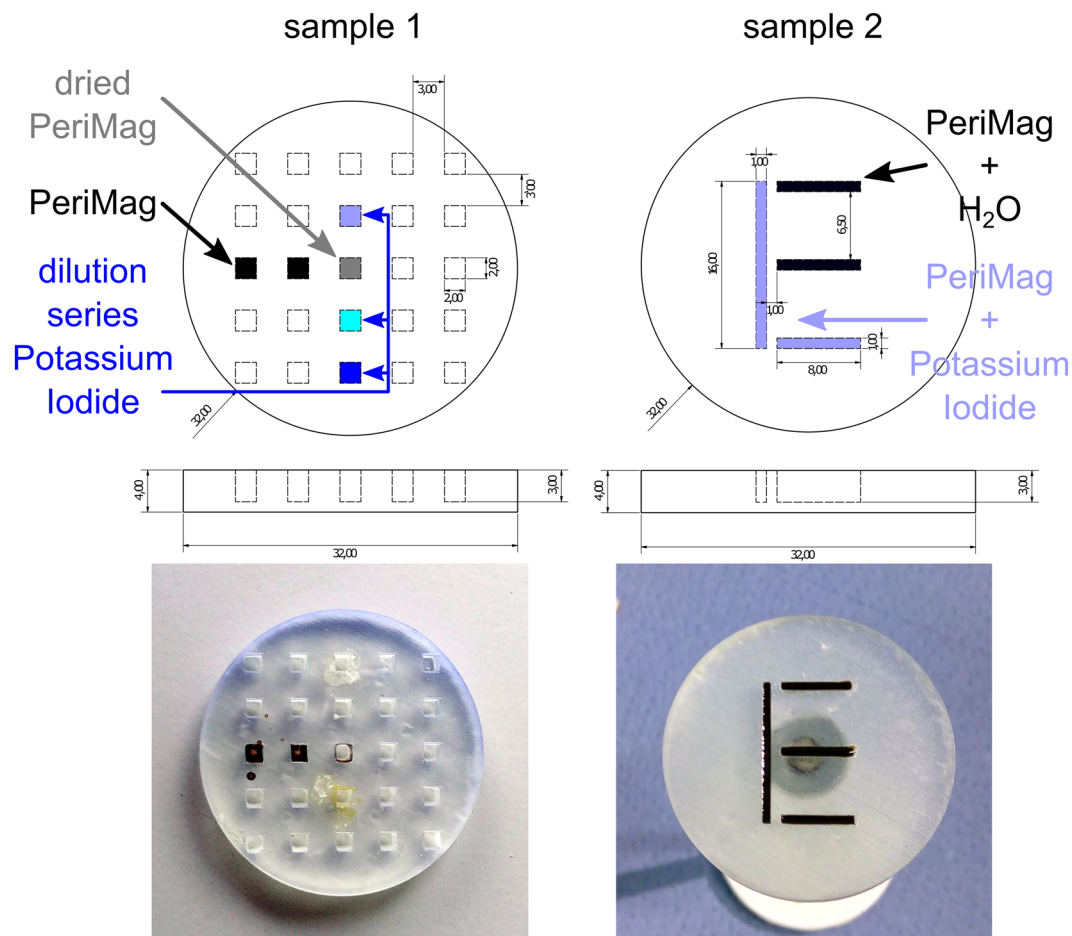 sample 1
sample 2
dried
PeriMag
PeriMag
dilution
series
Potassium
Iodide
3,00
3,00
2,00
2,00
32,00
4,00
3,00
32,00
PeriMag
+
H₂O
PeriMag
+
Potassium
Iodide
1,00
16,00
6,50
1,00
1,00
8,00
32,00
4,00
3,00
32,00